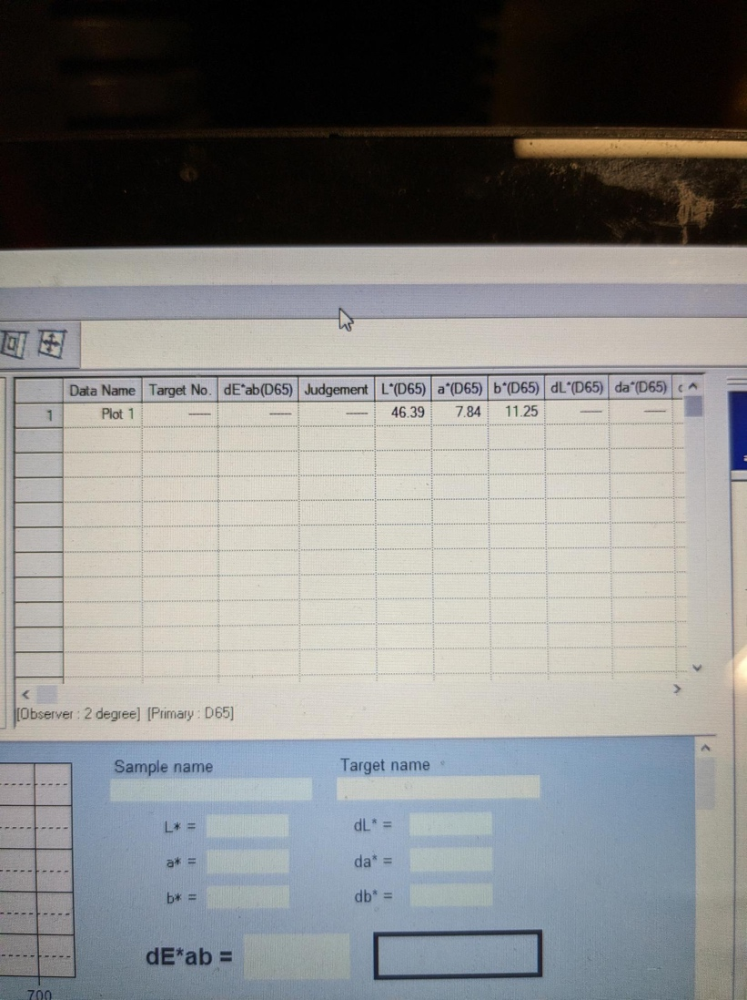 Data Name Target No. dE*ab(D65) Judgement L*(D65) a*(D65) b*(D65) dL*(D65) da*(D65)
1 Plot 1 ---- ---- ---- 46.39 7.84 11.25 ---- ----
[Observer : 2 degree] [Primary : D65]
Sample name Target name
L* = dL* =
a* = da* =
b* = db* =
dE*ab =
700